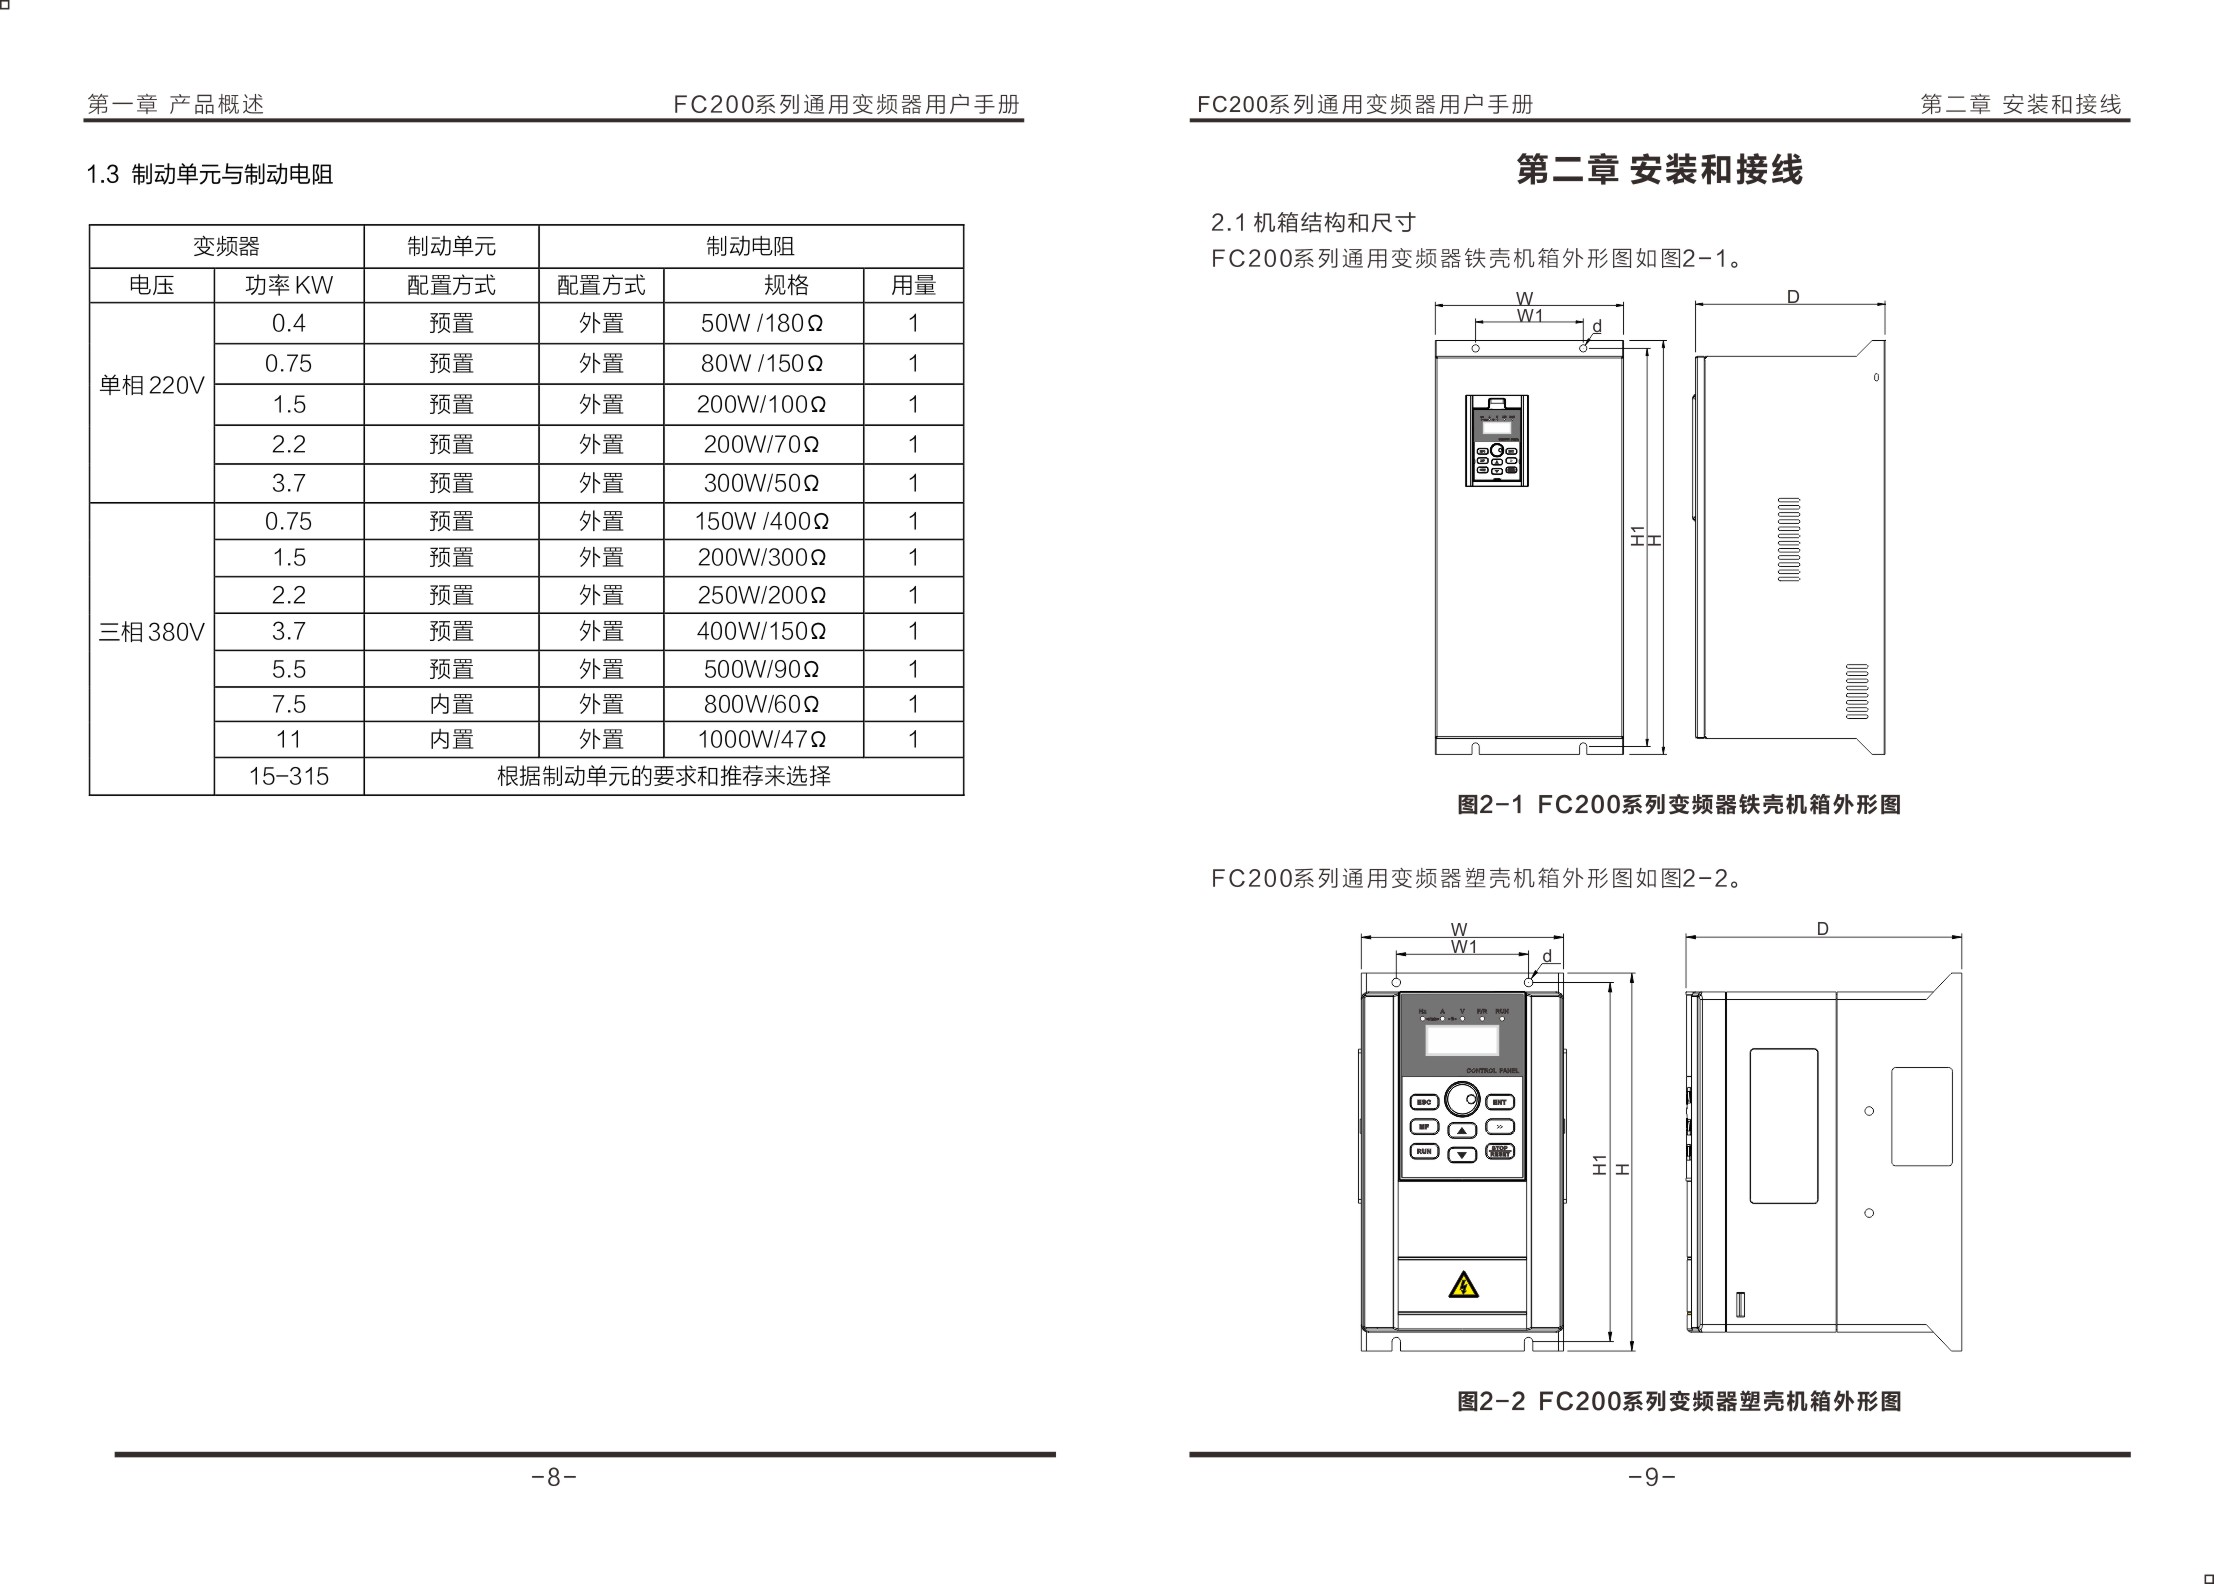 第一章 产品概述 FC200系列通用变频器用户手册
1.3 制动单元与制动电阻
变频器 制动单元 制动电阻
电压 功率 KW 配置方式 配置方式 规格 用量
单相 220V
0.4 预置 外置 50W /180Ω 1
0.75 预置 外置 80W /150Ω 1
1.5 预置 外置 200W/100Ω 1
2.2 预置 外置 200W/70Ω 1
3.7 预置 外置 300W/50Ω 1
三相 380V
0.75 预置 外置 150W /400Ω 1
1.5 预置 外置 200W/300Ω 1
2.2 预置 外置 250W/200Ω 1
3.7 预置 外置 400W/150Ω 1
5.5 预置 外置 500W/90Ω 1
7.5 内置 外置 800W/60Ω 1
11 内置 外置 1000W/47Ω 1
15-315 根据制动单元的要求和推荐来选择
-8-
FC200系列通用变频器用户手册 第二章 安装和接线
第二章 安装和接线
2.1 机箱结构和尺寸
FC200系列通用变频器铁壳机箱外形图如图2-1。
W
W1
d
D
H1
H
图2-1 FC200系列变频器铁壳机箱外形图
FC200系列通用变频器塑壳机箱外形图如图2-2。
W
W1
d
D
Hz A V F/R RUN
CONTROL PANEL
ESC ENT
MF >>
RUN STOP
RESET
H1
H
图2-2 FC200系列变频器塑壳机箱外形图
-9-